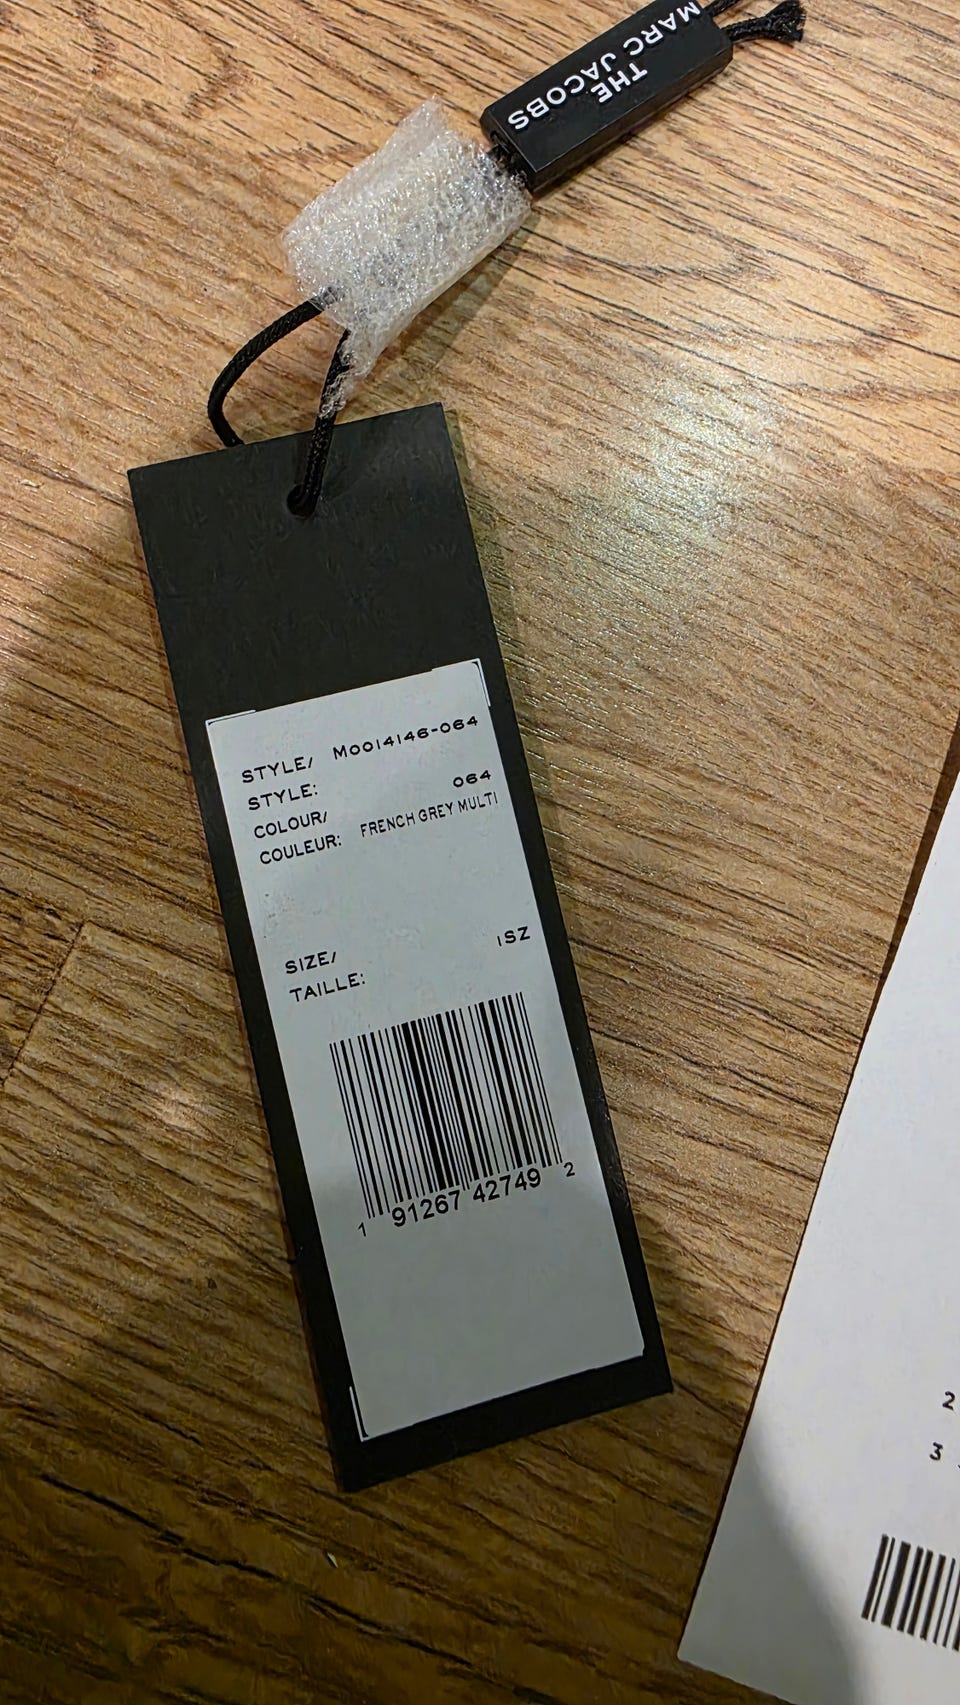 THE
MARC JACOBS
STYLE/ M0014146-064
STYLE:
COLOUR/ 064
COULEUR: FRENCH GREY MULTI
SIZE/ 1SZ
TAILLE:
1 91267 42749 2
2
3